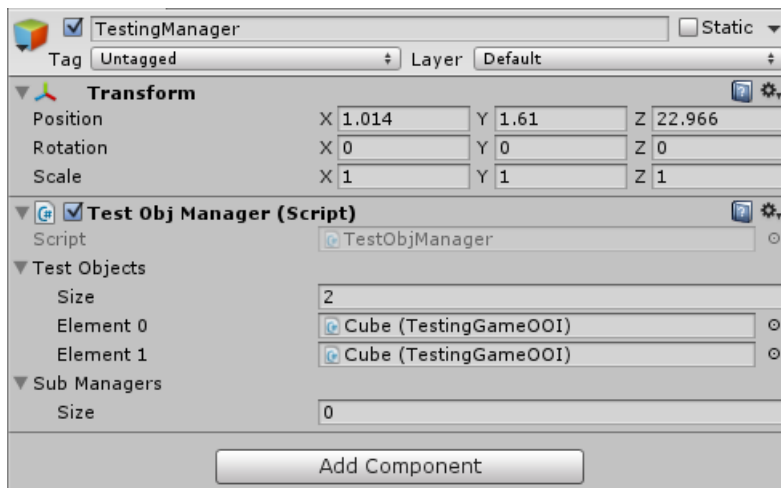 TestingManager Static
Tag Untagged Layer Default
Transform
Position X 1.014 Y 1.61 Z 22.966
Rotation X 0 Y 0 Z 0
Scale X 1 Y 1 Z 1
Test Obj Manager (Script)
Script TestObjManager
Test Objects
Size 2
Element 0 Cube (TestingGameOOI)
Element 1 Cube (TestingGameOOI)
Sub Managers
Size 0
Add Component